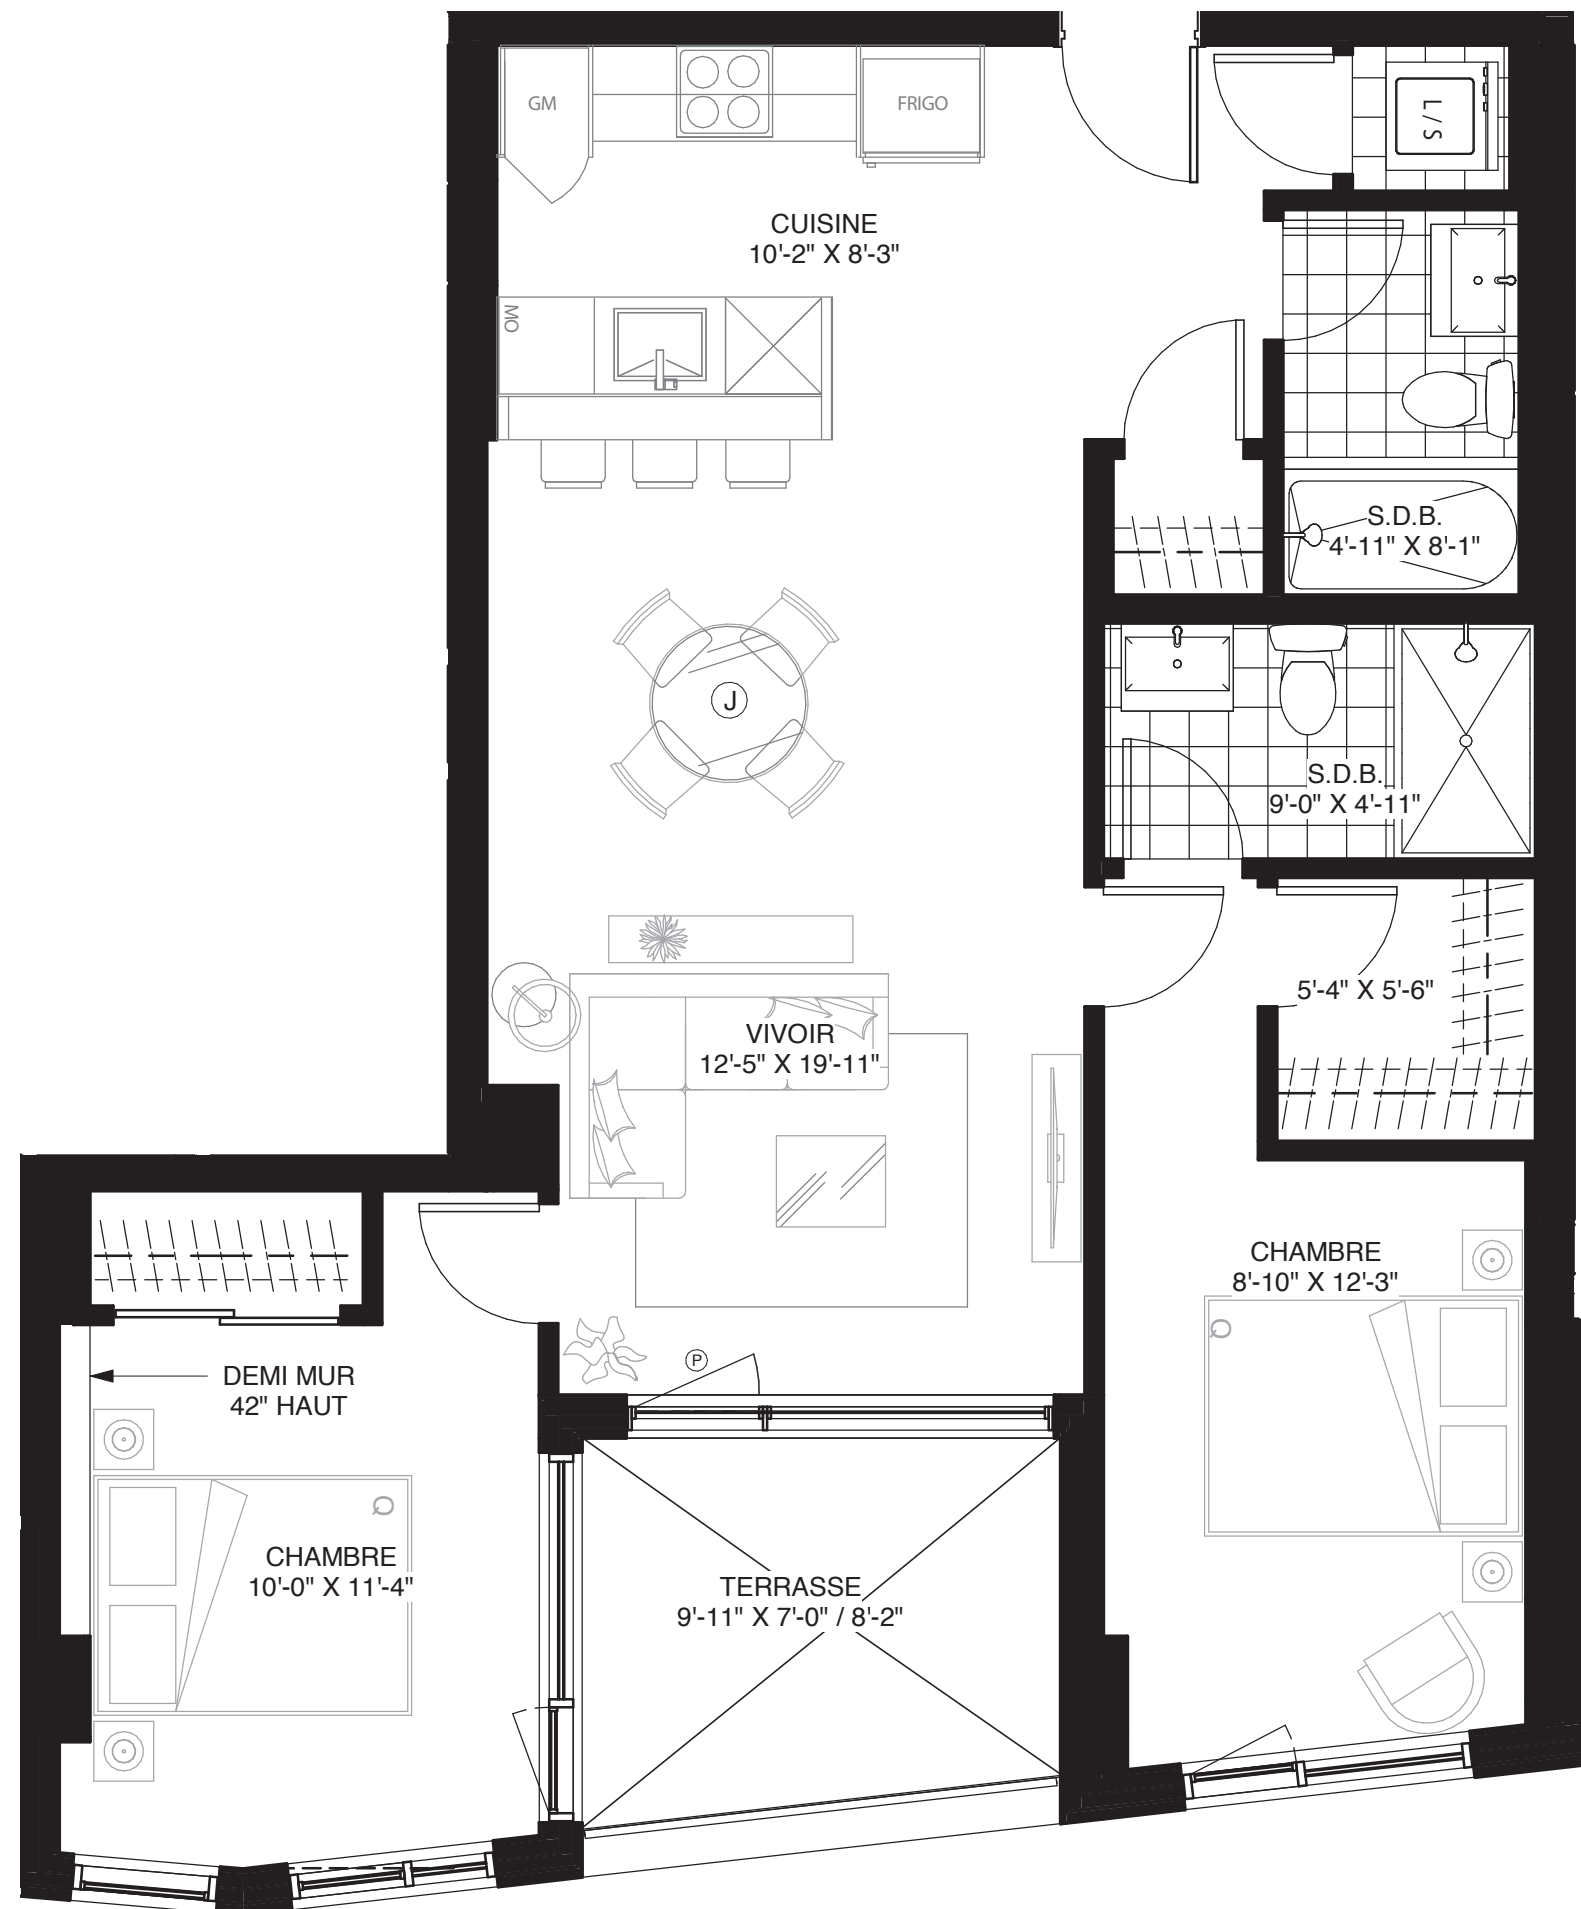 GM
FRIGO
L/S
CUISINE
10'-2" X 8'-3"
MO
S.D.B.
4'-11" X 8'-1"
J
S.D.B.
9'-0" X 4'-11"
5'-4" X 5'-6"
VIVOIR
12'-5" X 19'-11"
CHAMBRE
8'-10" X 12'-3"
Q
P
DEMI MUR
42" HAUT
Q
CHAMBRE
10'-0" X 11'-4"
TERRASSE
9'-11" X 7'-0" / 8'-2"